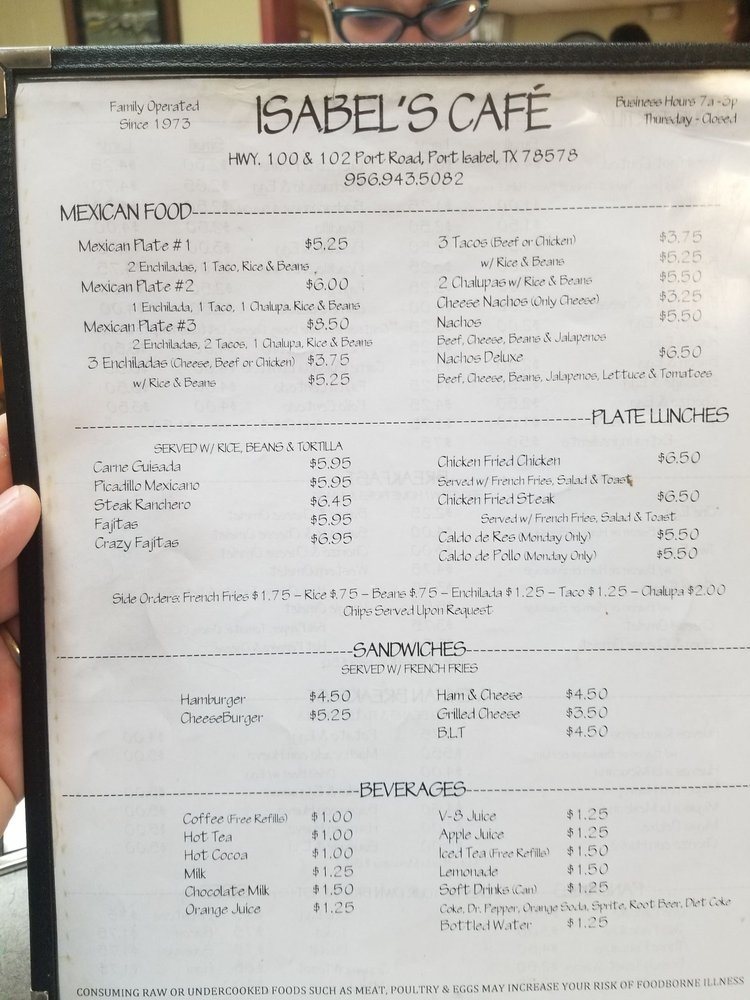 Family Operated
Since 1973
ISABEL'S CAFÉ
Business Hours 7a-3p
Thursday - Closed
HWY. 100 & 102 Port Road, Port Isabel, TX 78578
956.943.5082
MEXICAN FOOD
Mexican Plate #1 $5.25
2 Enchiladas, 1 Taco, Rice & Beans
Mexican Plate #2 $6.00
1 Enchilada, 1 Taco, 1 Chalupa, Rice & Beans
Mexican Plate #3 $8.50
2 Enchiladas, 2 Tacos, 1 Chalupa, Rice & Beans
3 Enchiladas (Cheese, Beef or Chicken) $3.75
w/ Rice & Beans $5.25
3 Tacos (Beef or Chicken) $3.75
w/ Rice & Beans $5.25
2 Chalupas w/ Rice & Beans $5.50
Cheese Nachos (Only Cheese) $3.25
Nachos $5.50
Beef, Cheese, Beans & Jalapenos
Nachos Deluxe $6.50
Beef, Cheese, Beans, Jalapenos, Lettuce & Tomatoes
PLATE LUNCHES
SERVED W/ RICE, BEANS & TORTILLA
Carne Guisada $5.95
Picadillo Mexicano $5.95
Steak Ranchero $6.45
Fajitas $5.95
Crazy Fajitas $6.95
Chicken Fried Chicken $6.50
Served w/ French Fries, Salad & Toast
Chicken Fried Steak $6.50
Served w/ French Fries, Salad & Toast
Caldo de Res (Monday Only) $5.50
Caldo de Pollo (Monday Only) $5.50
Side Orders: French Fries $1.75 – Rice $.75 – Beans $.75 – Enchilada $1.25 – Taco $1.25 – Chalupa $2.00
Chips Served Upon Request
SANDWICHES
SERVED W/ FRENCH FRIES
Hamburger $4.50
CheeseBurger $5.25
Ham & Cheese $4.50
Grilled Cheese $3.50
B.L.T $4.50
BEVERAGES
Coffee (Free Refills) $1.00
Hot Tea $1.00
Hot Cocoa $1.00
Milk $1.25
Chocolate Milk $1.50
Orange Juice $1.25
V-8 Juice $1.25
Apple Juice $1.25
Iced Tea (Free Refills) $1.50
Lemonade $1.50
Soft Drinks (Can) $1.25
Coke, Dr. Pepper, Orange Soda, Sprite, Root Beer, Diet Coke
Bottled Water $1.25
CONSUMING RAW OR UNDERCOOKED FOODS SUCH AS MEAT, POULTRY & EGGS MAY INCREASE YOUR RISK OF FOODBORNE ILLNESS